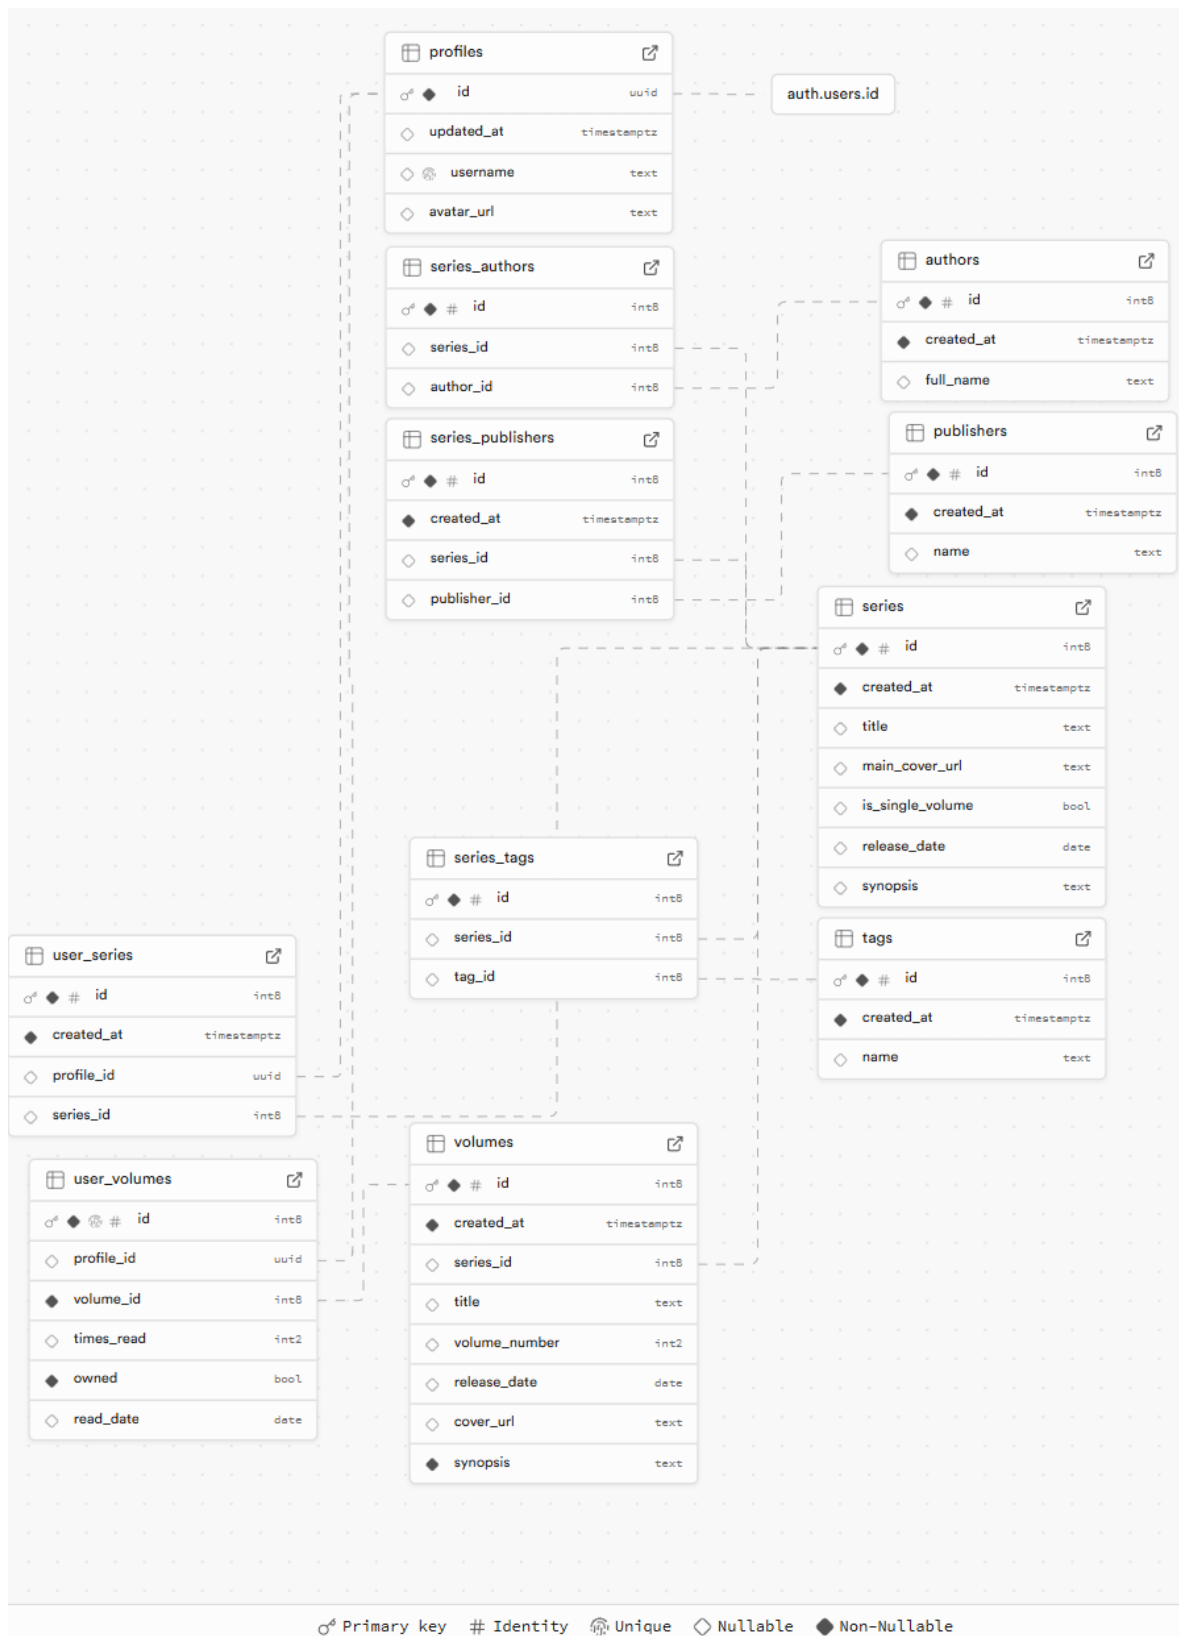 profiles
id uuid
updated_at timestamptz
username text
avatar_url text
auth.users.id
series_authors
id int8
series_id int8
author_id int8
authors
id int8
created_at timestamptz
full_name text
series_publishers
id int8
created_at timestamptz
series_id int8
publisher_id int8
publishers
id int8
created_at timestamptz
name text
series
id int8
created_at timestamptz
title text
main_cover_url text
is_single_volume bool
release_date date
synopsis text
series_tags
id int8
series_id int8
tag_id int8
tags
id int8
created_at timestamptz
name text
user_series
id int8
created_at timestamptz
profile_id uuid
series_id int8
user_volumes
id int8
profile_id uuid
volume_id int8
times_read int2
owned bool
read_date date
volumes
id int8
created_at timestamptz
series_id int8
title text
volume_number int2
release_date date
cover_url text
synopsis text
Primary key # Identity Unique Nullable Non-Nullable